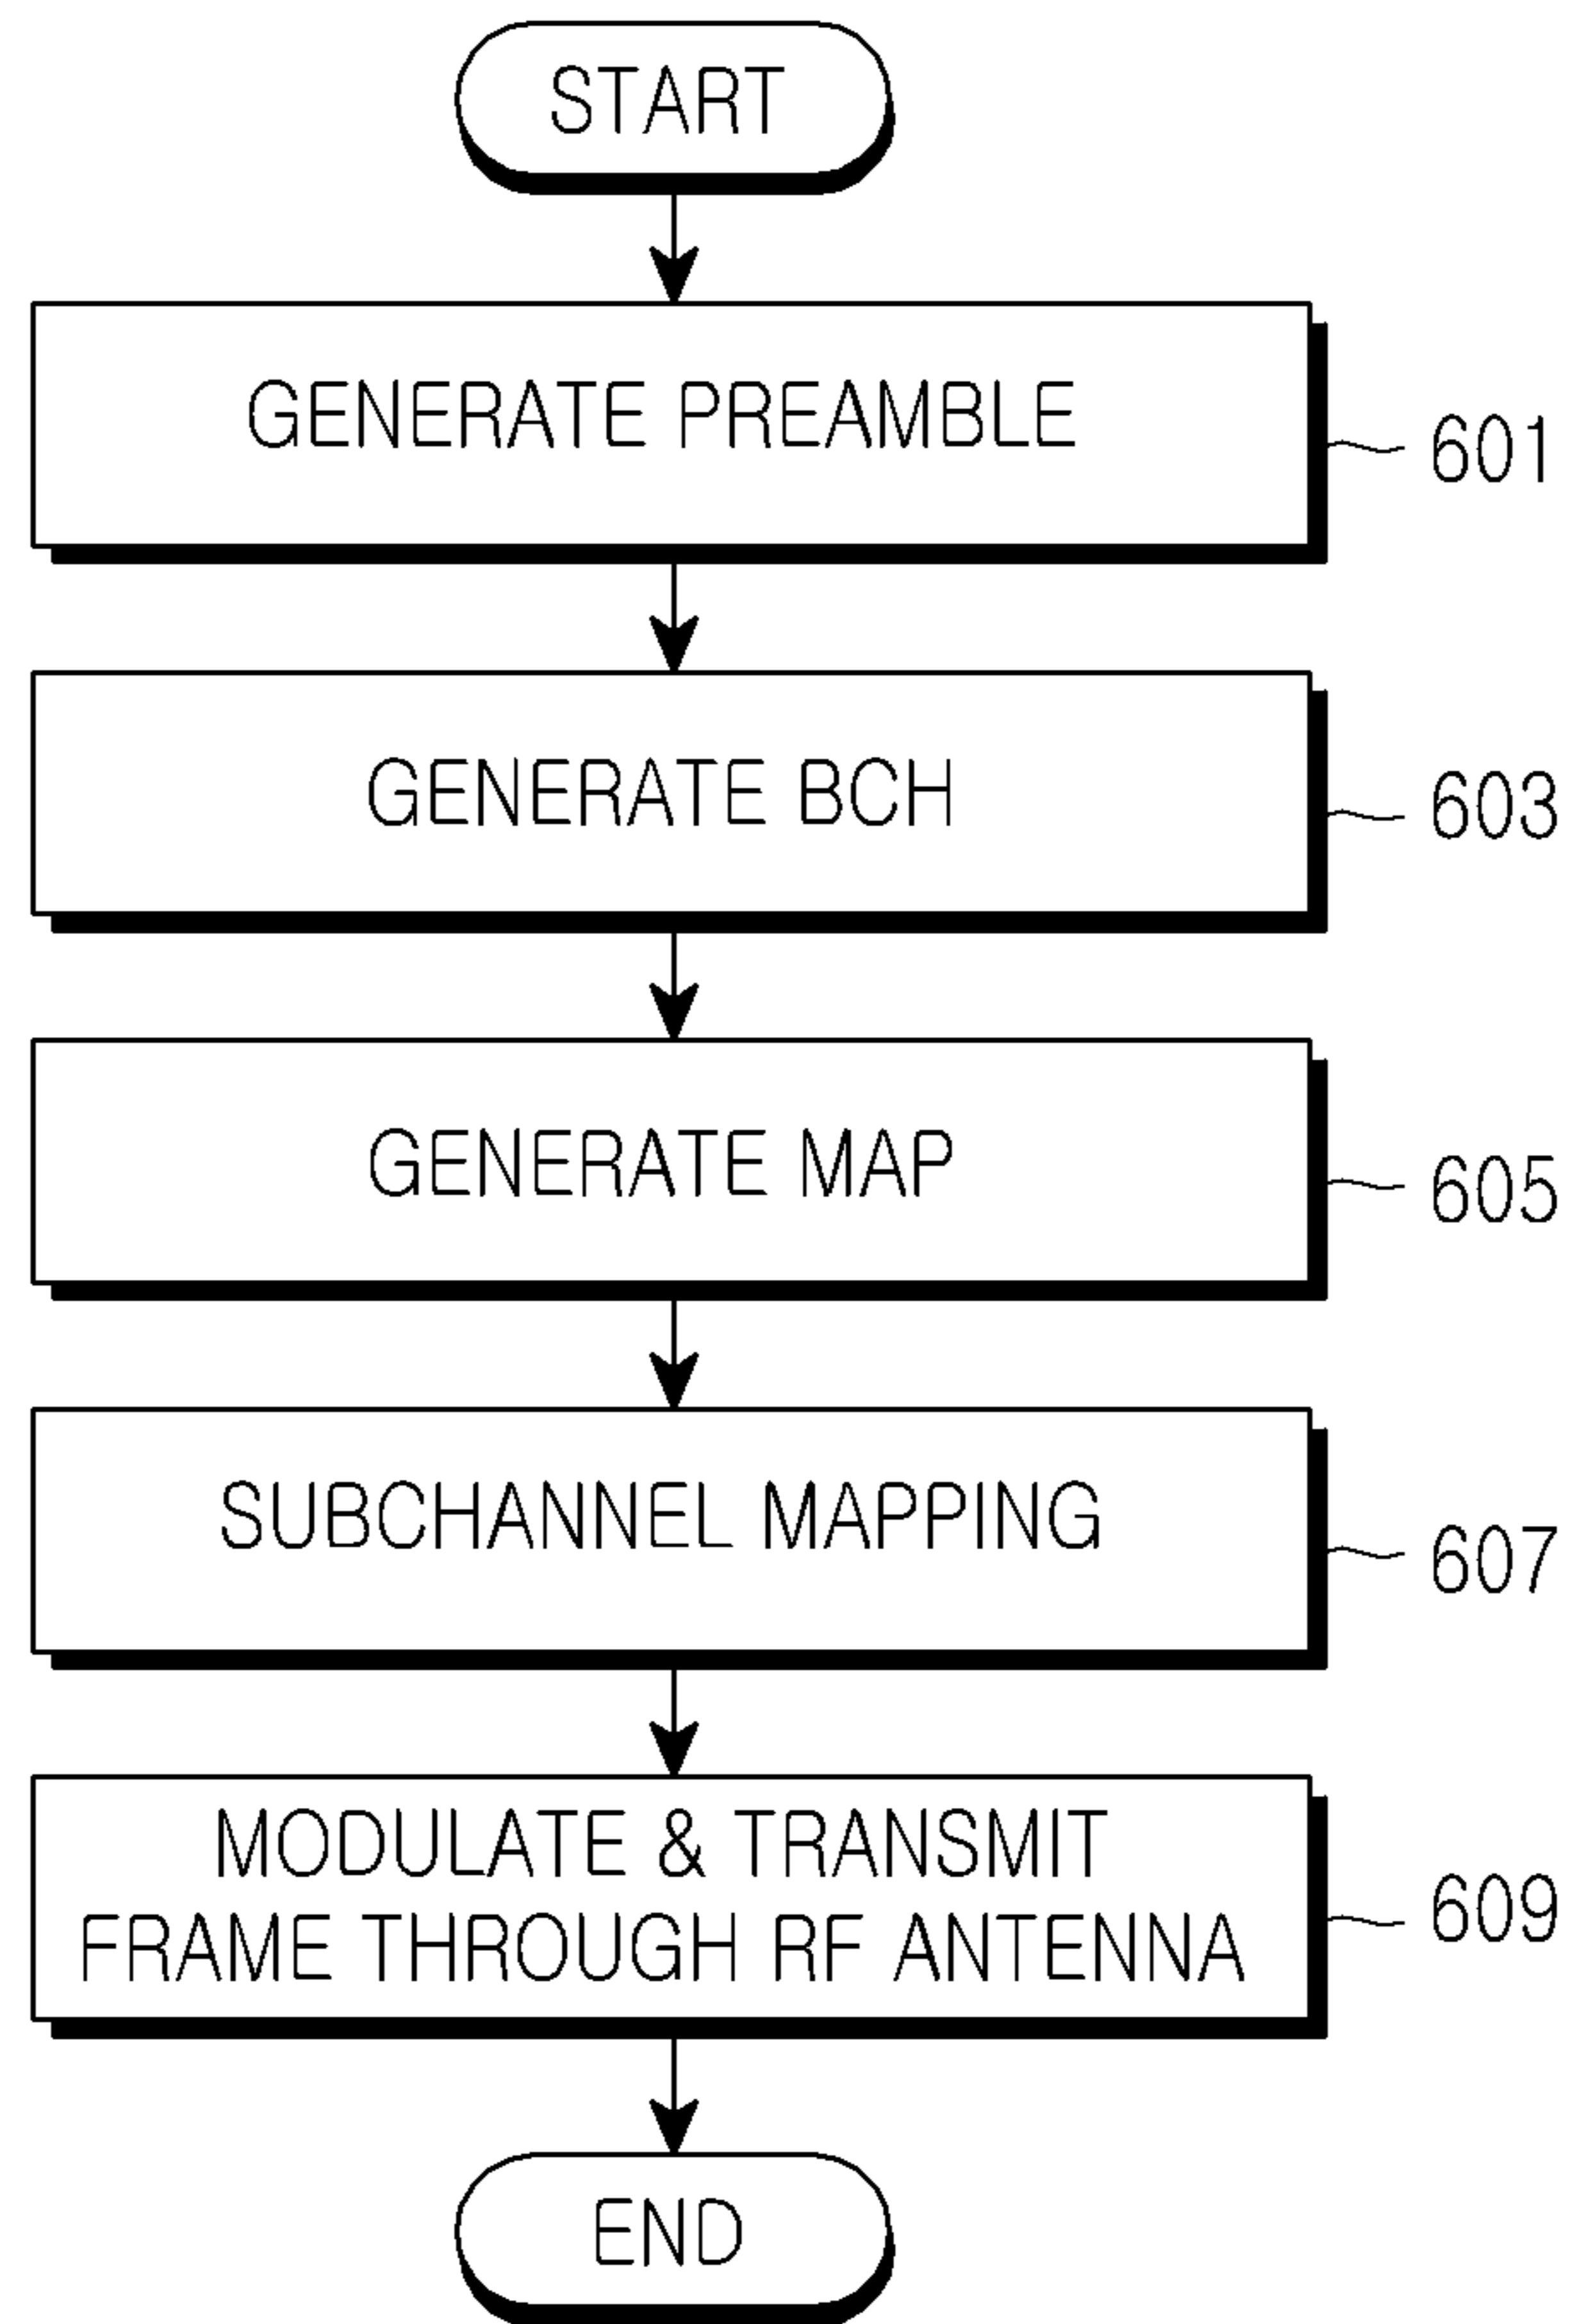 START
GENERATE PREAMBLE
601
GENERATE BCH
603
GENERATE MAP
605
SUBCHANNEL MAPPING
607
MODULATE & TRANSMIT
FRAME THROUGH RF ANTENNA
609
END